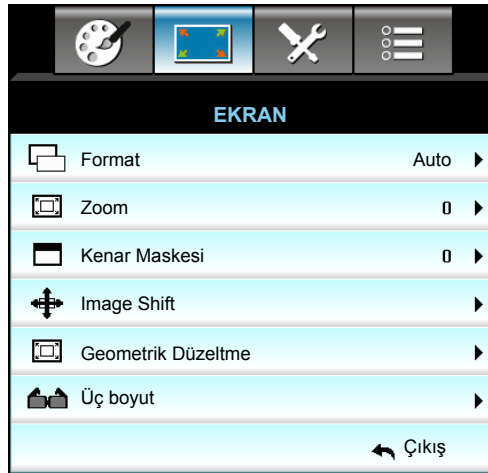 EKRAN
Format Auto
Zoom 0
Kenar Maskesi 0
Image Shift
Geometrik Düzeltme
Üç boyut
Çıkış